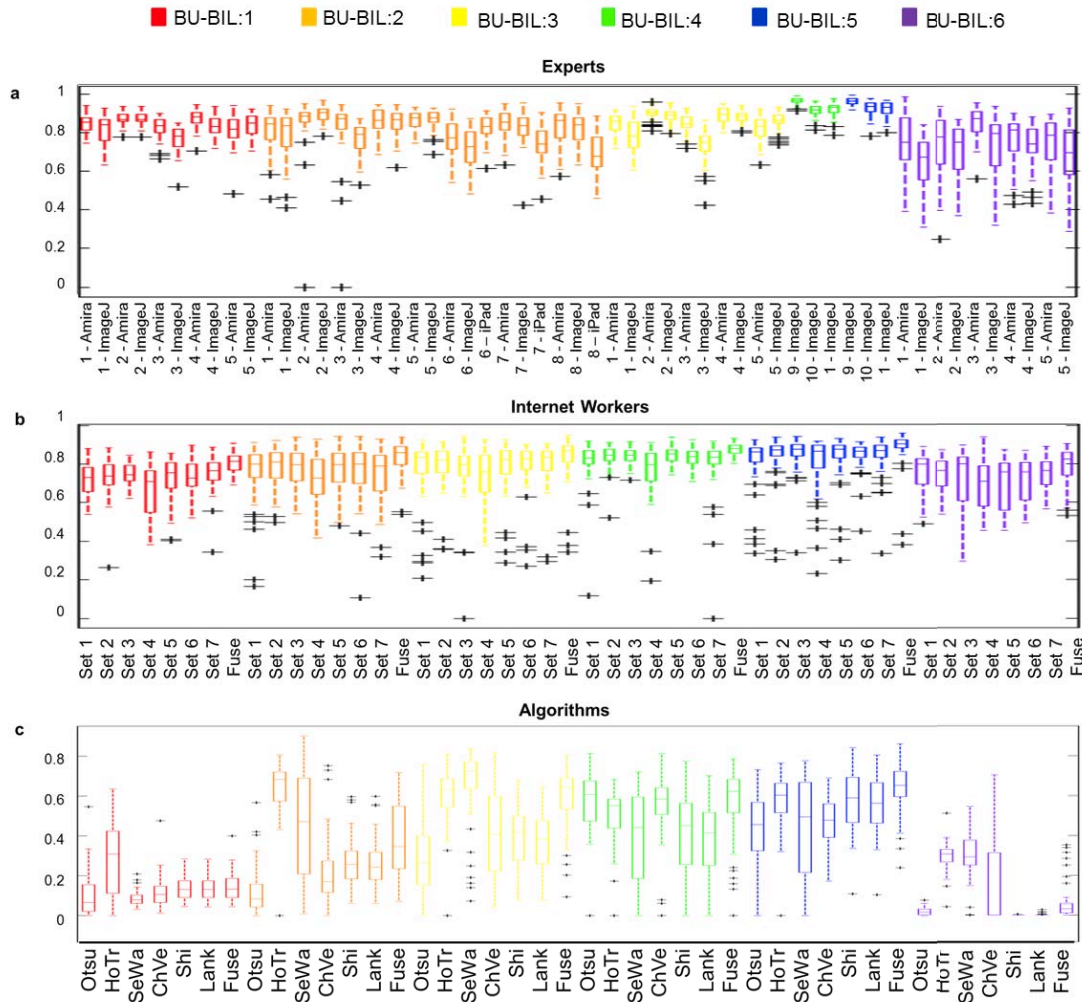 BU-BIL:1 BU-BIL:2 BU-BIL:3 BU-BIL:4 BU-BIL:5 BU-BIL:6
Experts
a
1
0.8
0.6
0.4
0.2
0
1 - Amira
1 - ImageJ
2 - Amira
2 - ImageJ
3 - Amira
3 - ImageJ
4 - Amira
4 - ImageJ
5 - Amira
5 - ImageJ
1 - Amira
1 - ImageJ
2 - Amira
2 - ImageJ
3 - Amira
3 - ImageJ
4 - Amira
4 - ImageJ
5 - Amira
5 - ImageJ
6 - Amira
6 - ImageJ
6 – iPad
7 - Amira
7 - ImageJ
7 - iPad
8 - Amira
8 - ImageJ
8 – iPad
1 - Amira
1 - ImageJ
2 - Amira
2 - ImageJ
3 - Amira
3 - ImageJ
4 - Amira
4 - ImageJ
5 - Amira
5 - ImageJ
9 - ImageJ
10 - Amira
10 - ImageJ
9 - ImageJ
10 - Amira
10 - ImageJ
1 - Amira
1 - ImageJ
2 - Amira
2 - ImageJ
3 - Amira
3 - ImageJ
4 - Amira
4 - ImageJ
5 - Amira
5 - ImageJ
Internet Workers
b
1
0.8
0.6
0.4
0.2
0
Set 1
Set 2
Set 3
Set 4
Set 5
Set 6
Set 7
Fuse
Set 1
Set 2
Set 3
Set 4
Set 5
Set 6
Set 7
Fuse
Set 1
Set 2
Set 3
Set 4
Set 5
Set 6
Set 7
Fuse
Set 1
Set 2
Set 3
Set 4
Set 5
Set 6
Set 7
Fuse
Set 1
Set 2
Set 3
Set 4
Set 5
Set 6
Set 7
Fuse
Set 1
Set 2
Set 3
Set 4
Set 5
Set 6
Set 7
Fuse
Algorithms
c
0.8
0.6
0.4
0.2
0
Otsu
HoTr
SeWa
ChVe
Shi
Lank
Fuse
Otsu
HoTr
SeWa
ChVe
Shi
Lank
Fuse
Otsu
HoTr
SeWa
ChVe
Shi
Lank
Fuse
Otsu
HoTr
SeWa
ChVe
Shi
Lank
Fuse
Otsu
HoTr
SeWa
ChVe
Shi
Lank
Fuse
Otsu
HoTr
SeWa
ChVE
Shi
Lank
Fuse